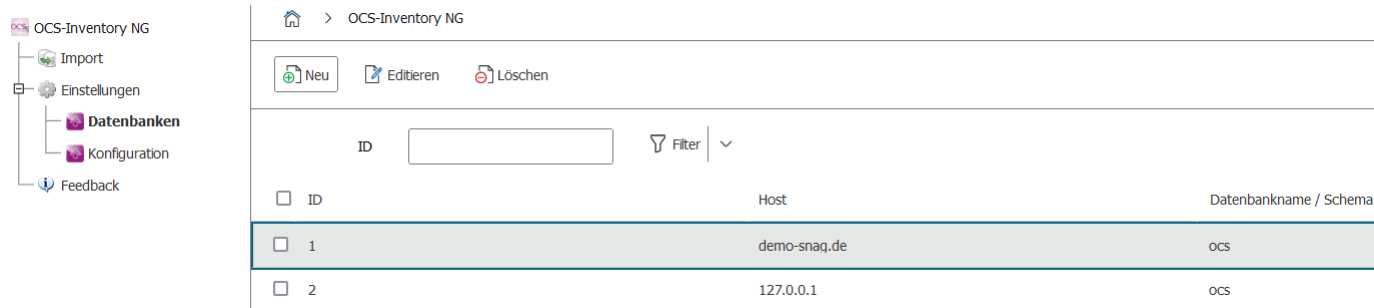 OCS-Inventory NG
Import
Einstellungen
Datenbanken
Konfiguration
Feedback
> OCS-Inventory NG
Neu Editieren Löschen
ID Filter
ID Host Datenbankname / Schema
1 demo-snag.de ocs
2 127.0.0.1 ocs